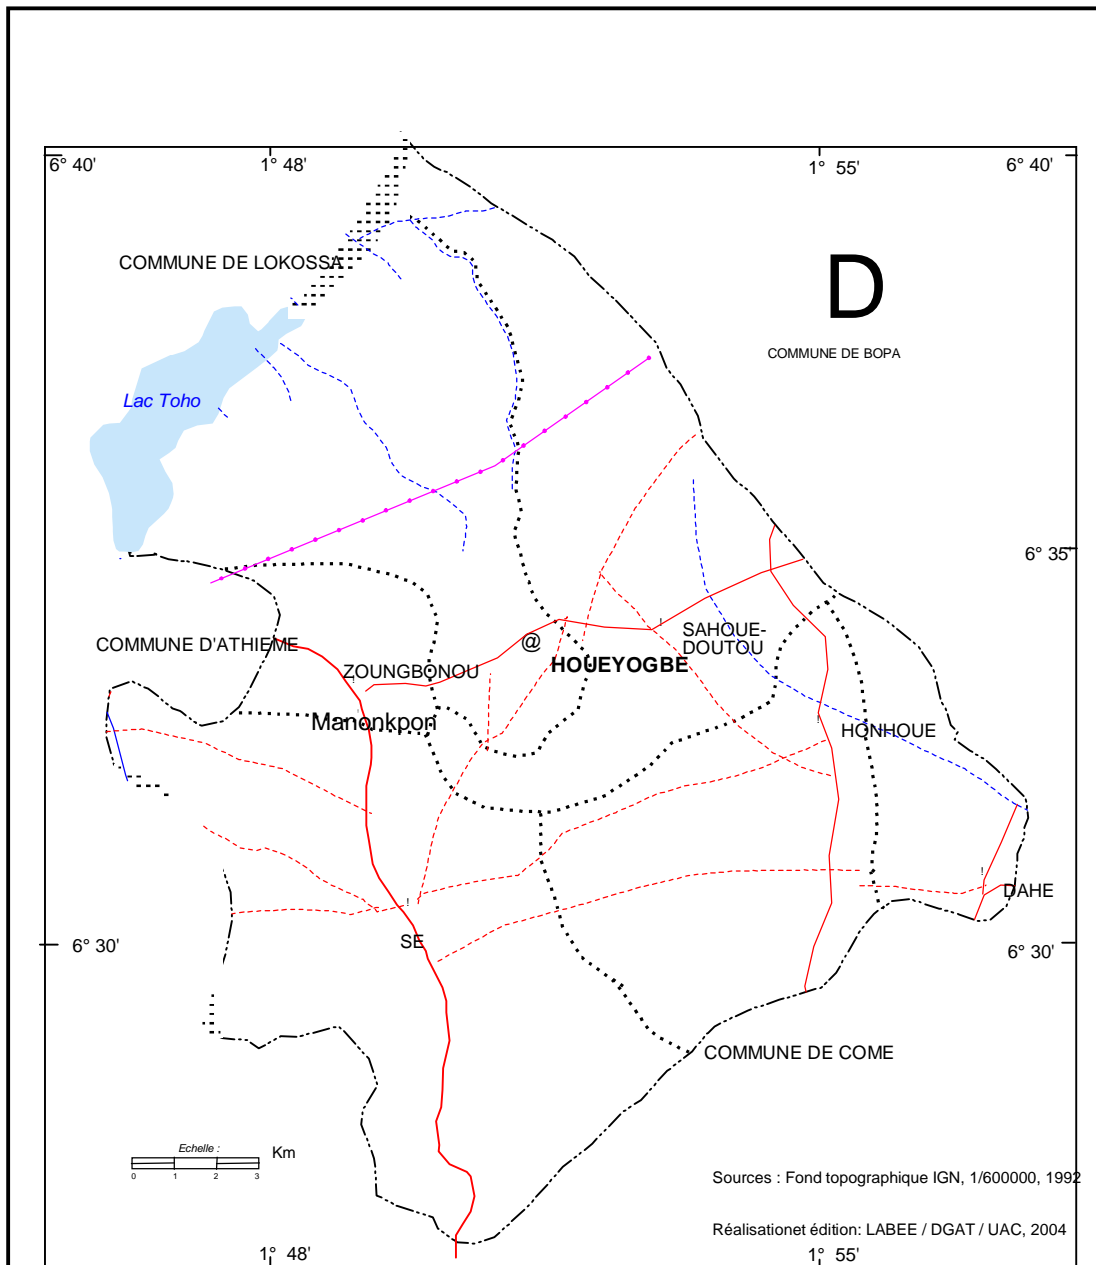 6° 40'
1° 48'
1° 55'
6° 40'
COMMUNE DE LOKOSSA
D
COMMUNE DE BOPA
Lac Toho
6° 35'
COMMUNE D'ATHIEME
SAHOUE-
DOUTOU
@
HOUEYOGBE
ZOUNGBONOU
Manonkpon
HONHOUE
DAHE
SE
6° 30'
6° 30'
COMMUNE DE COME
Echelle :
Km
0 1 2 3
Sources : Fond topographique IGN, 1/600000, 1992
Réalisationet édition: LABEE / DGAT / UAC, 2004
1° 48'
1° 55'